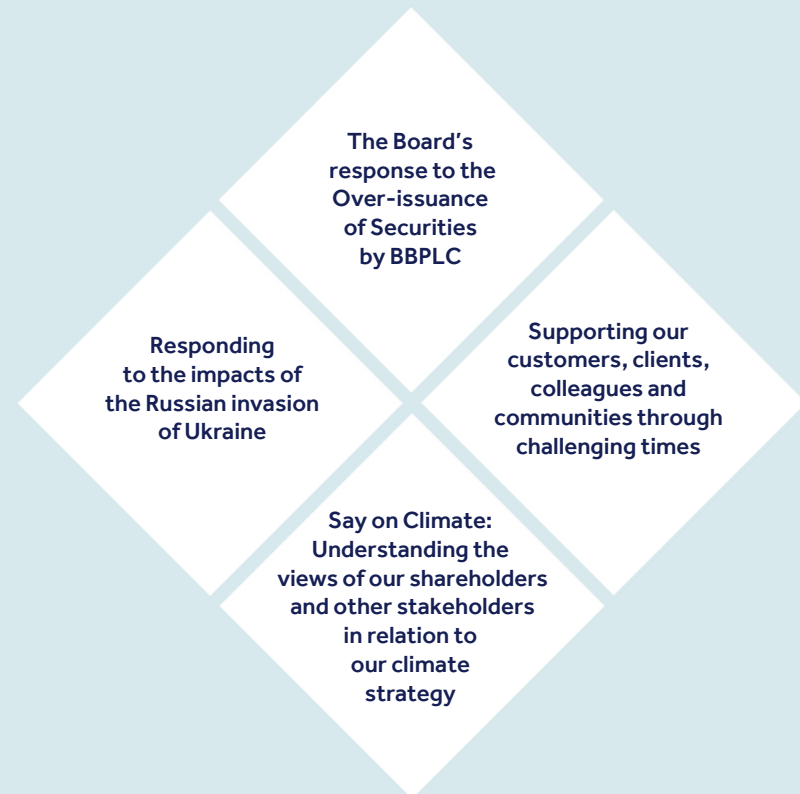 The Board's
response to the
Over-issuance
of Securities
by BBPLC
Responding
to the impacts of
the Russian invasion
of Ukraine
Supporting our
customers, clients,
colleagues and
communities through
challenging times
Say on Climate:
Understanding the
views of our shareholders
and other stakeholders
in relation to
our climate
strategy